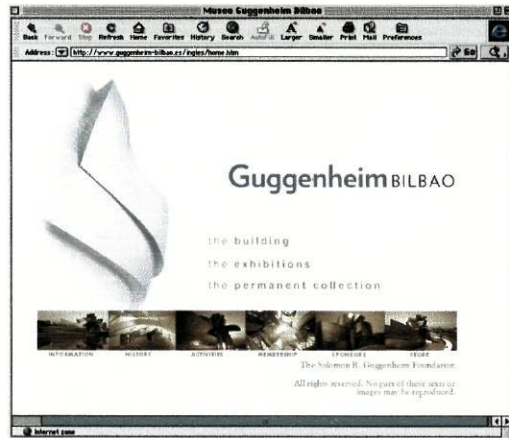 Museo Guggenheim Bilbao
Back Forward Stop Refresh Home Favorites History Search AutoFill Larger Smaller Print Mail Preferences
Address: http://www.guggenheim-bilbao.es/ingles/home.htm Go
Guggenheim BILBAO
the building
the exhibitions
the permanent collection
INFORMATION HISTORY ACTIVITIES MEMBERSHIP SPONSORS STORE
The Solomon R. Guggenheim Foundation
All rights reserved. No part of these texts or
images may be reproduced.
Internet zone